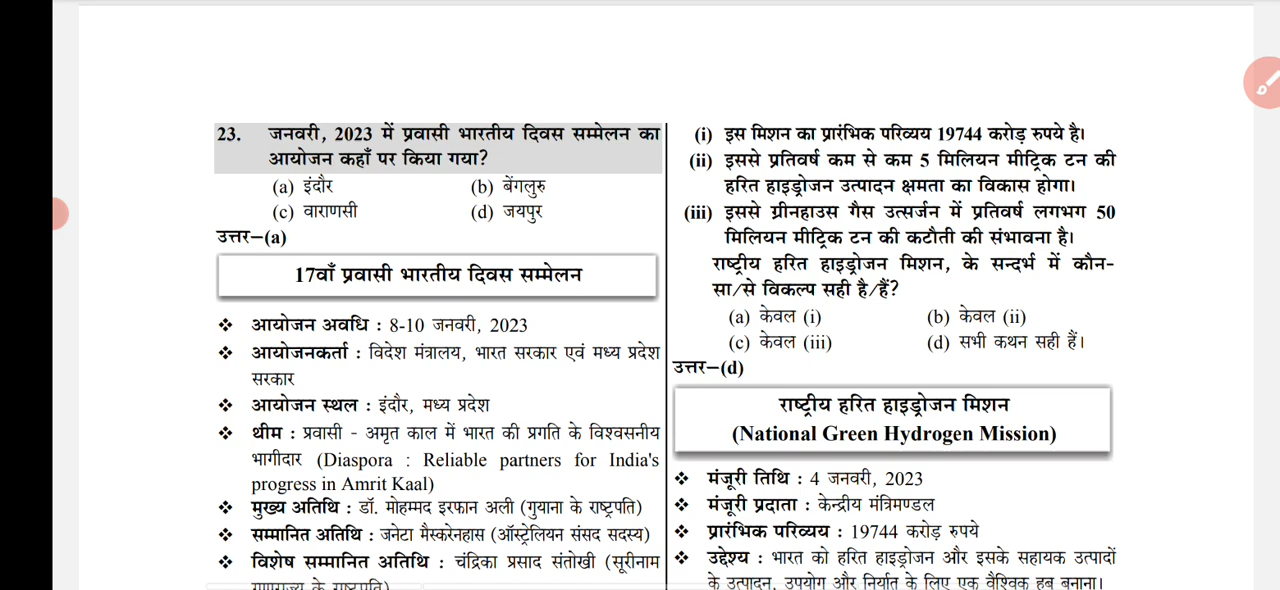 23. जनवरी, 2023 में प्रवासी भारतीय दिवस सम्मेलन का
आयोजन कहाँ पर किया गया?
(a) इंदौर (b) बेंगलुरु
(c) वाराणसी (d) जयपुर
उत्तर–(a)
17वाँ प्रवासी भारतीय दिवस सम्मेलन
❖ आयोजन अवधि : 8-10 जनवरी, 2023
❖ आयोजनकर्ता : विदेश मंत्रालय, भारत सरकार एवं मध्य प्रदेश
सरकार
❖ आयोजन स्थल : इंदौर, मध्य प्रदेश
❖ थीम : प्रवासी - अमृत काल में भारत की प्रगति के विश्वसनीय
भागीदार (Diaspora : Reliable partners for India's
progress in Amrit Kaal)
❖ मुख्य अतिथि : डॉ. मोहम्मद इरफान अली (गुयाना के राष्ट्रपति)
❖ सम्मानित अतिथि : जनेटा मैस्करेनहास (ऑस्ट्रेलियन संसद सदस्य)
❖ विशेष सम्मानित अतिथि : चंद्रिका प्रसाद संतोखी (सूरीनाम
गणराज्य के राष्ट्रपति)
(i) इस मिशन का प्रारंभिक परिव्यय 19744 करोड़ रुपये है।
(ii) इससे प्रतिवर्ष कम से कम 5 मिलियन मीट्रिक टन की
हरित हाइड्रोजन उत्पादन क्षमता का विकास होगा।
(iii) इससे ग्रीनहाउस गैस उत्सर्जन में प्रतिवर्ष लगभग 50
मिलियन मीट्रिक टन की कटौती की संभावना है।
राष्ट्रीय हरित हाइड्रोजन मिशन, के सन्दर्भ में कौन-
सा/से विकल्प सही है/हैं?
(a) केवल (i) (b) केवल (ii)
(c) केवल (iii) (d) सभी कथन सही हैं।
उत्तर–(d)
राष्ट्रीय हरित हाइड्रोजन मिशन
(National Green Hydrogen Mission)
❖ मंजूरी तिथि : 4 जनवरी, 2023
❖ मंजूरी प्रदाता : केन्द्रीय मंत्रिमण्डल
❖ प्रारंभिक परिव्यय : 19744 करोड़ रुपये
❖ उद्देश्य : भारत को हरित हाइड्रोजन और इसके सहायक उत्पादों
के उत्पादन, उपयोग और निर्यात के लिए एक वैश्विक हब बनाना।